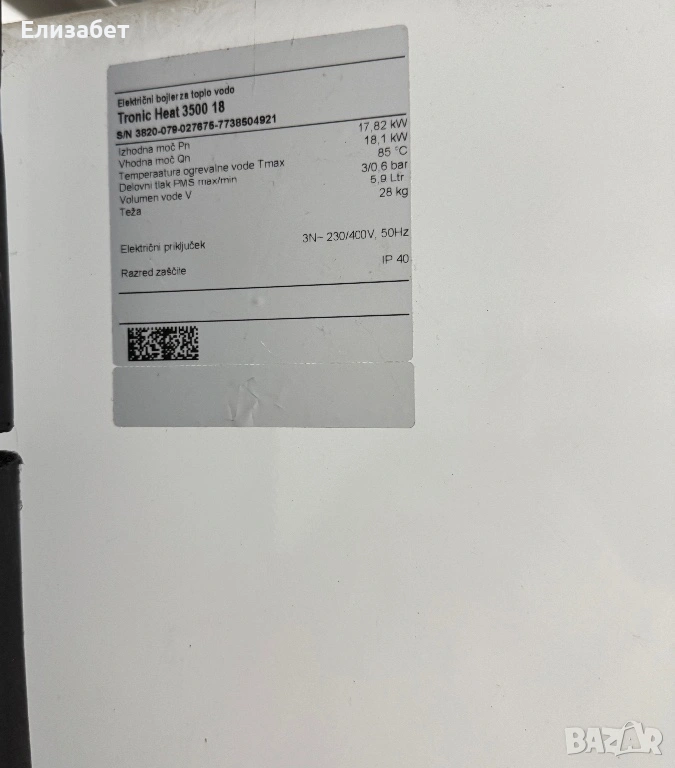 Елизабет
Električni bojler za toplo vodo
Tronic Heat 3500 18
S/N 3820-079-027675-7738504921
Izhodna moč Pn 17,82 kW
Vhodna moč Qn 18,1 kW
Temperaatura ogrevalne vode Tmax 85 °C
Delovni tlak PMS max/min 3/0,6 bar
Volumen vode V 5,9 Ltr
Teža 28 kg
Električni priključek 3N~ 230/400V, 50Hz
Razred zaščite IP 40
BAZAR